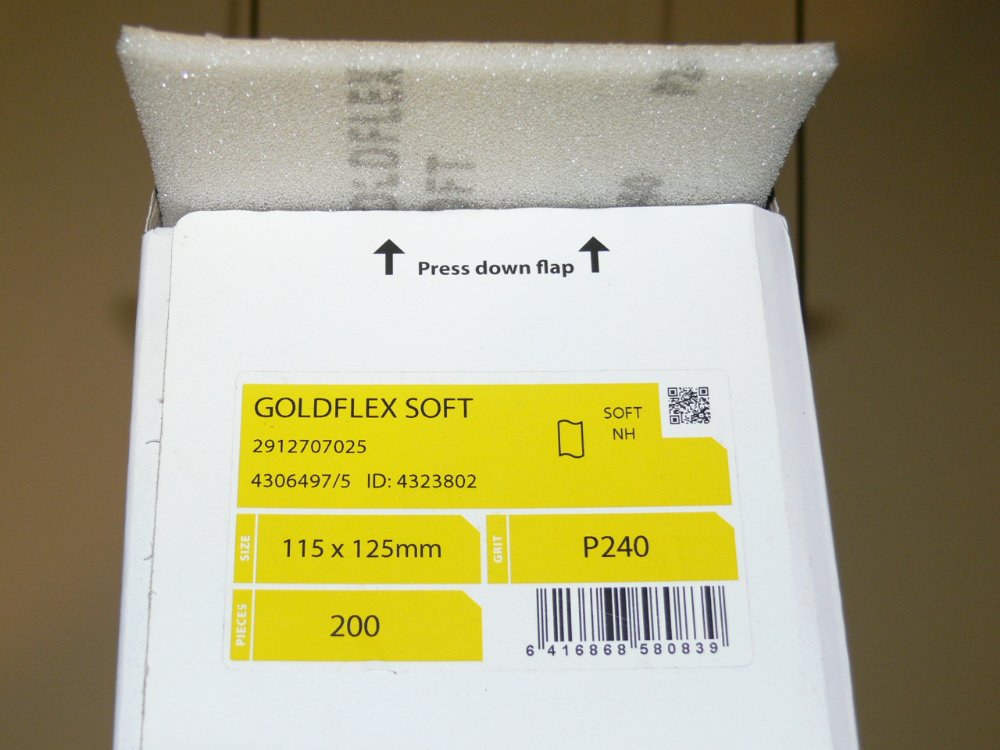 GOLDFLEX
SOFT
P2
Press down flap
GOLDFLEX SOFT
SOFT
NH
2912707025
4306497/5 ID: 4323802
SIZE
115 x 125mm
GRIT
P240
PIECES
200
6 416868 580839